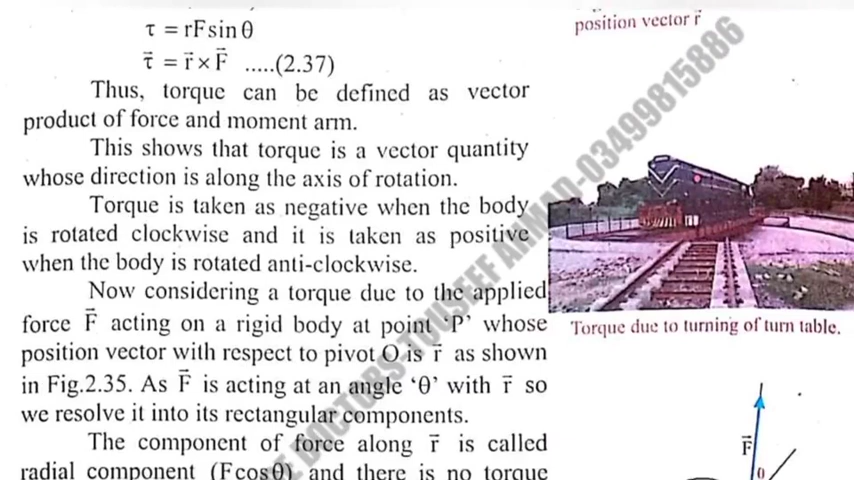 τ = rFsinθ
τ⃗ = r⃗ × F⃗ .....(2.37)
Thus, torque can be defined as vector
product of force and moment arm.
This shows that torque is a vector quantity
whose direction is along the axis of rotation.
Torque is taken as negative when the body
is rotated clockwise and it is taken as positive
when the body is rotated anti-clockwise.
Now considering a torque due to the applied
force F⃗ acting on a rigid body at point ‘P’ whose
position vector with respect to pivot O is r⃗ as shown
in Fig.2.35. As F⃗ is acting at an angle ‘θ’ with r⃗ so
we resolve it into its rectangular components.
The component of force along r⃗ is called
radial component (Fcosθ) and there is no torque
position vector r⃗
Torque due to turning of turn table.
F⃗
θ
DOCTORS-TOUSEEF AHMAD-03499815886